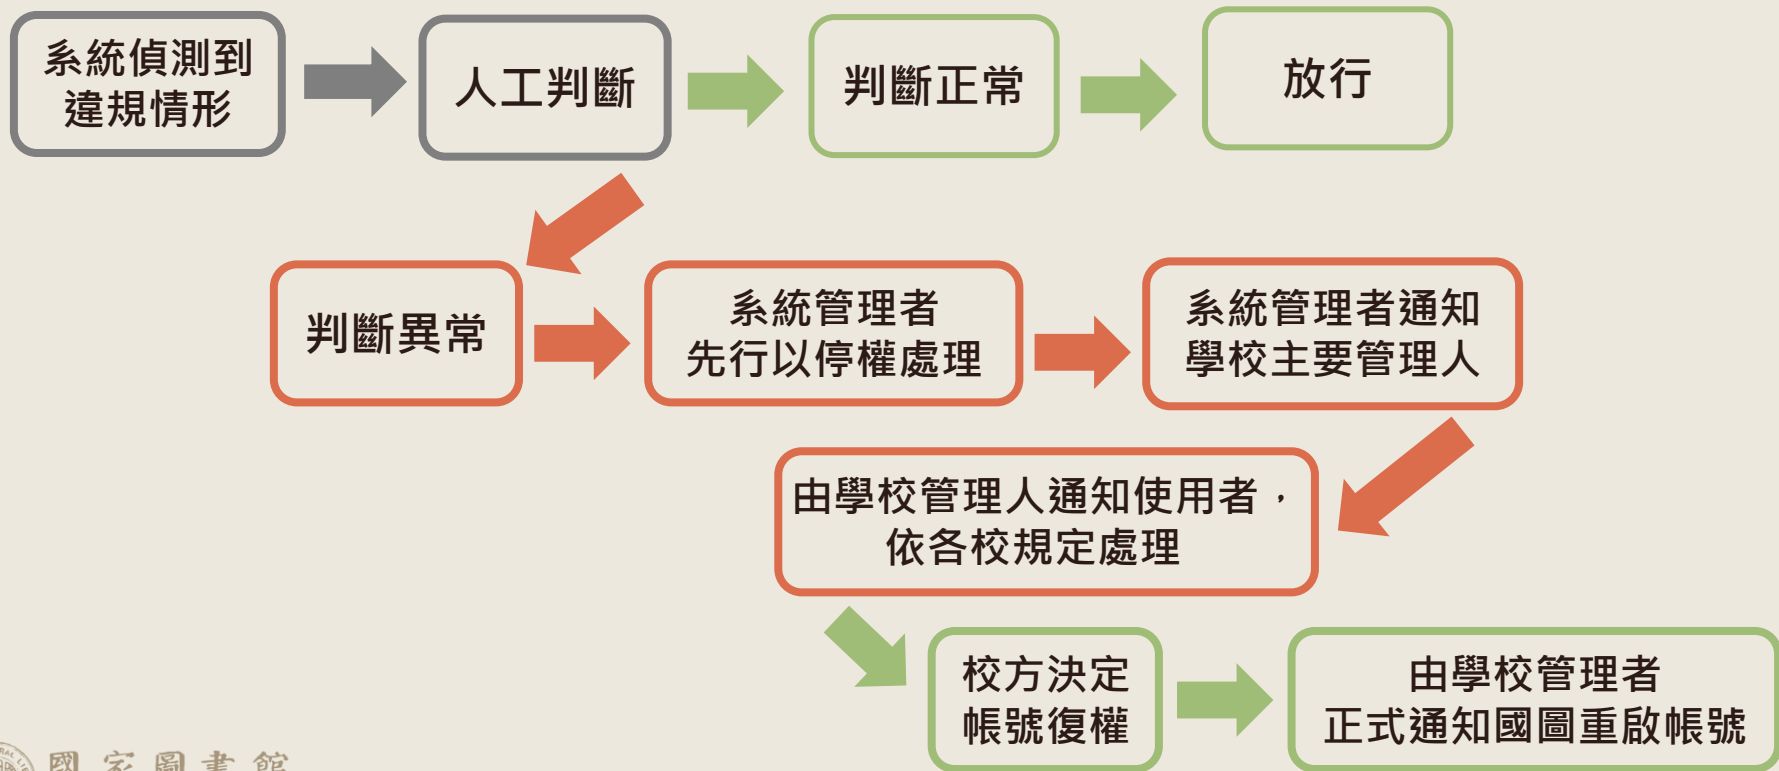 系統偵測到
違規情形
人工判斷
判斷正常
放行
判斷異常
系統管理者
先行以停權處理
系統管理者通知
學校主要管理人
由學校管理人通知使用者，
依各校規定處理
校方決定
帳號復權
由學校管理者
正式通知國圖重啟帳號
國家圖書館